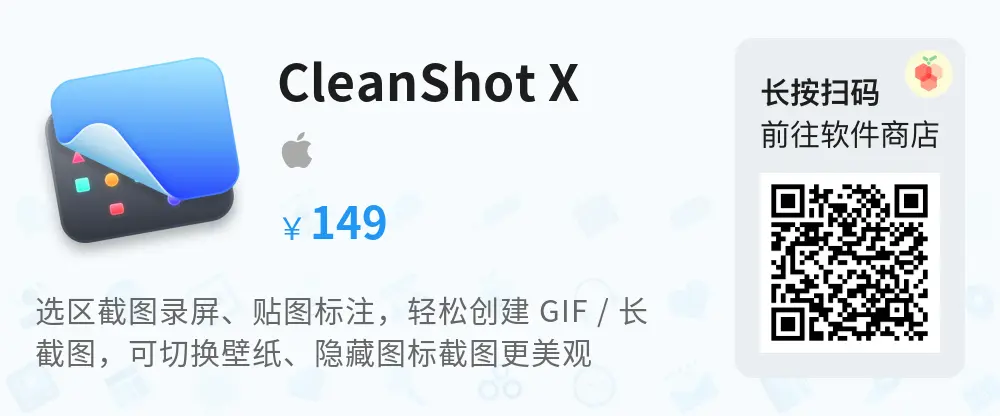 CleanShot X
¥ 149
选区截图录屏、贴图标注，轻松创建 GIF / 长
截图，可切换壁纸、隐藏图标截图更美观
长按扫码
前往软件商店